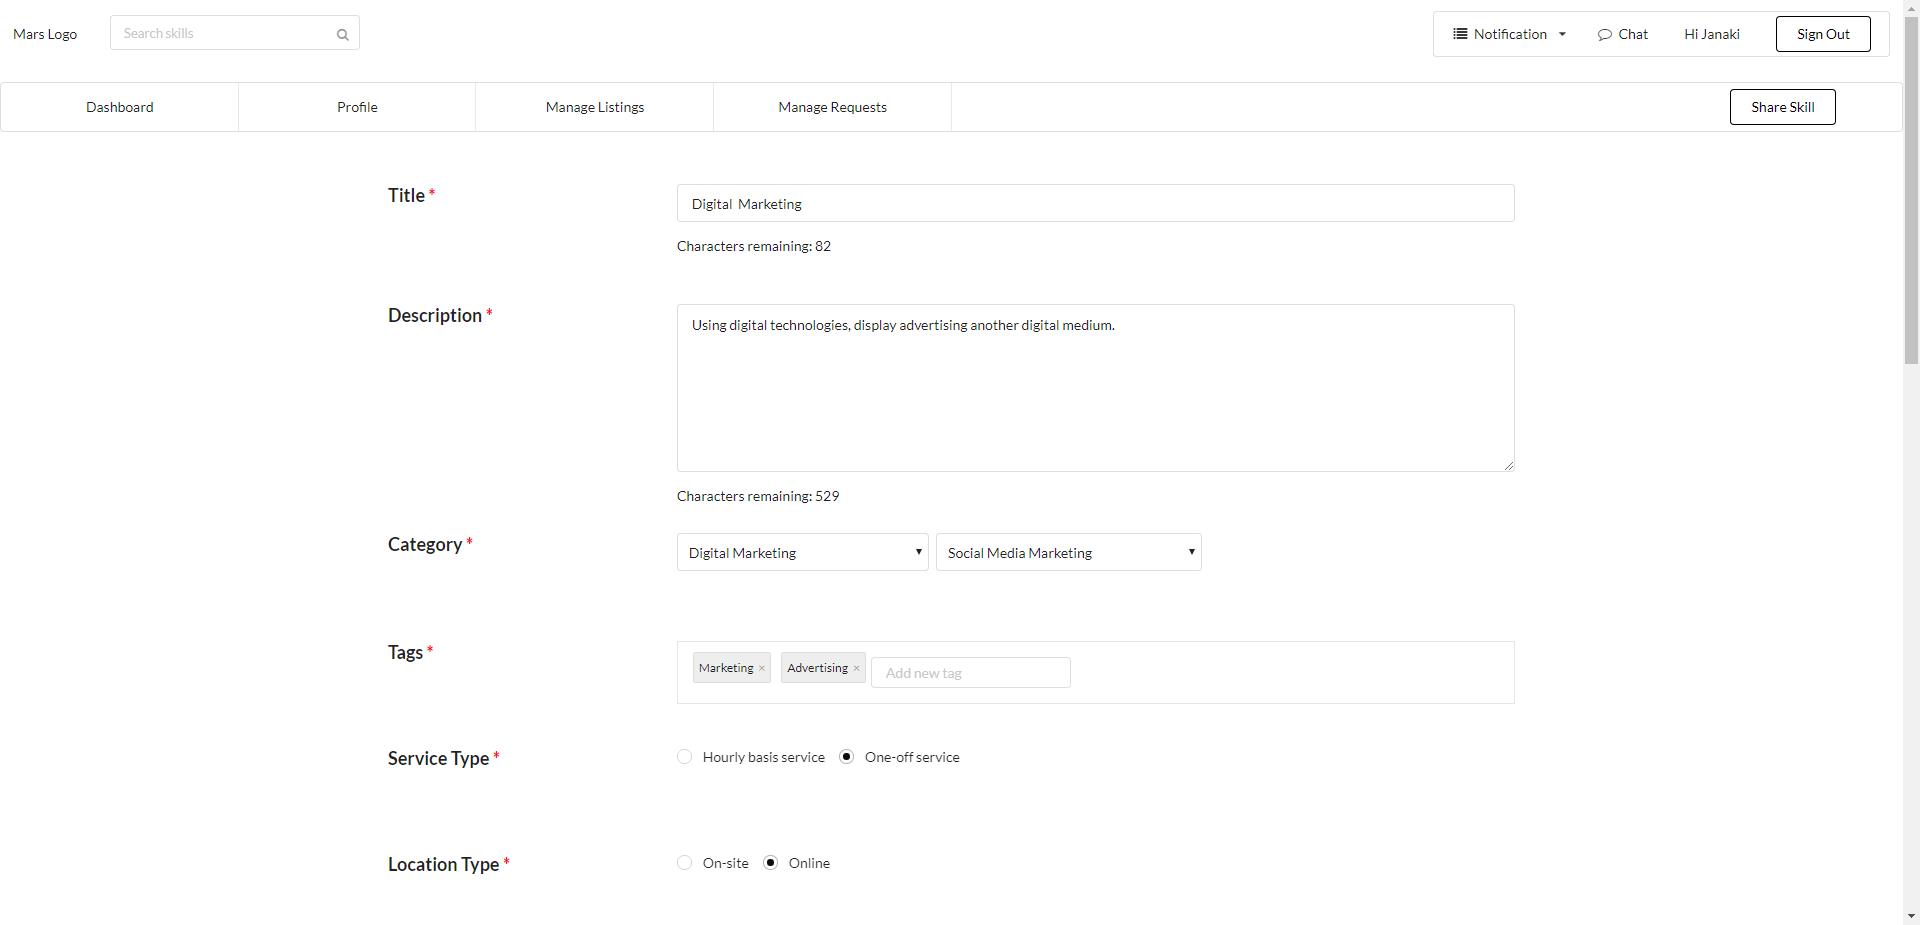 Mars Logo Search skills Notification Chat Hi Janaki Sign Out
Dashboard Profile Manage Listings Manage Requests Share Skill
Title *
Digital  Marketing
Characters remaining: 82
Description *
Using digital technologies, display advertising another digital medium.
Characters remaining: 529
Category *
Digital Marketing Social Media Marketing
Tags *
Marketing × Advertising × Add new tag
Service Type *
Hourly basis service One-off service
Location Type *
On-site Online